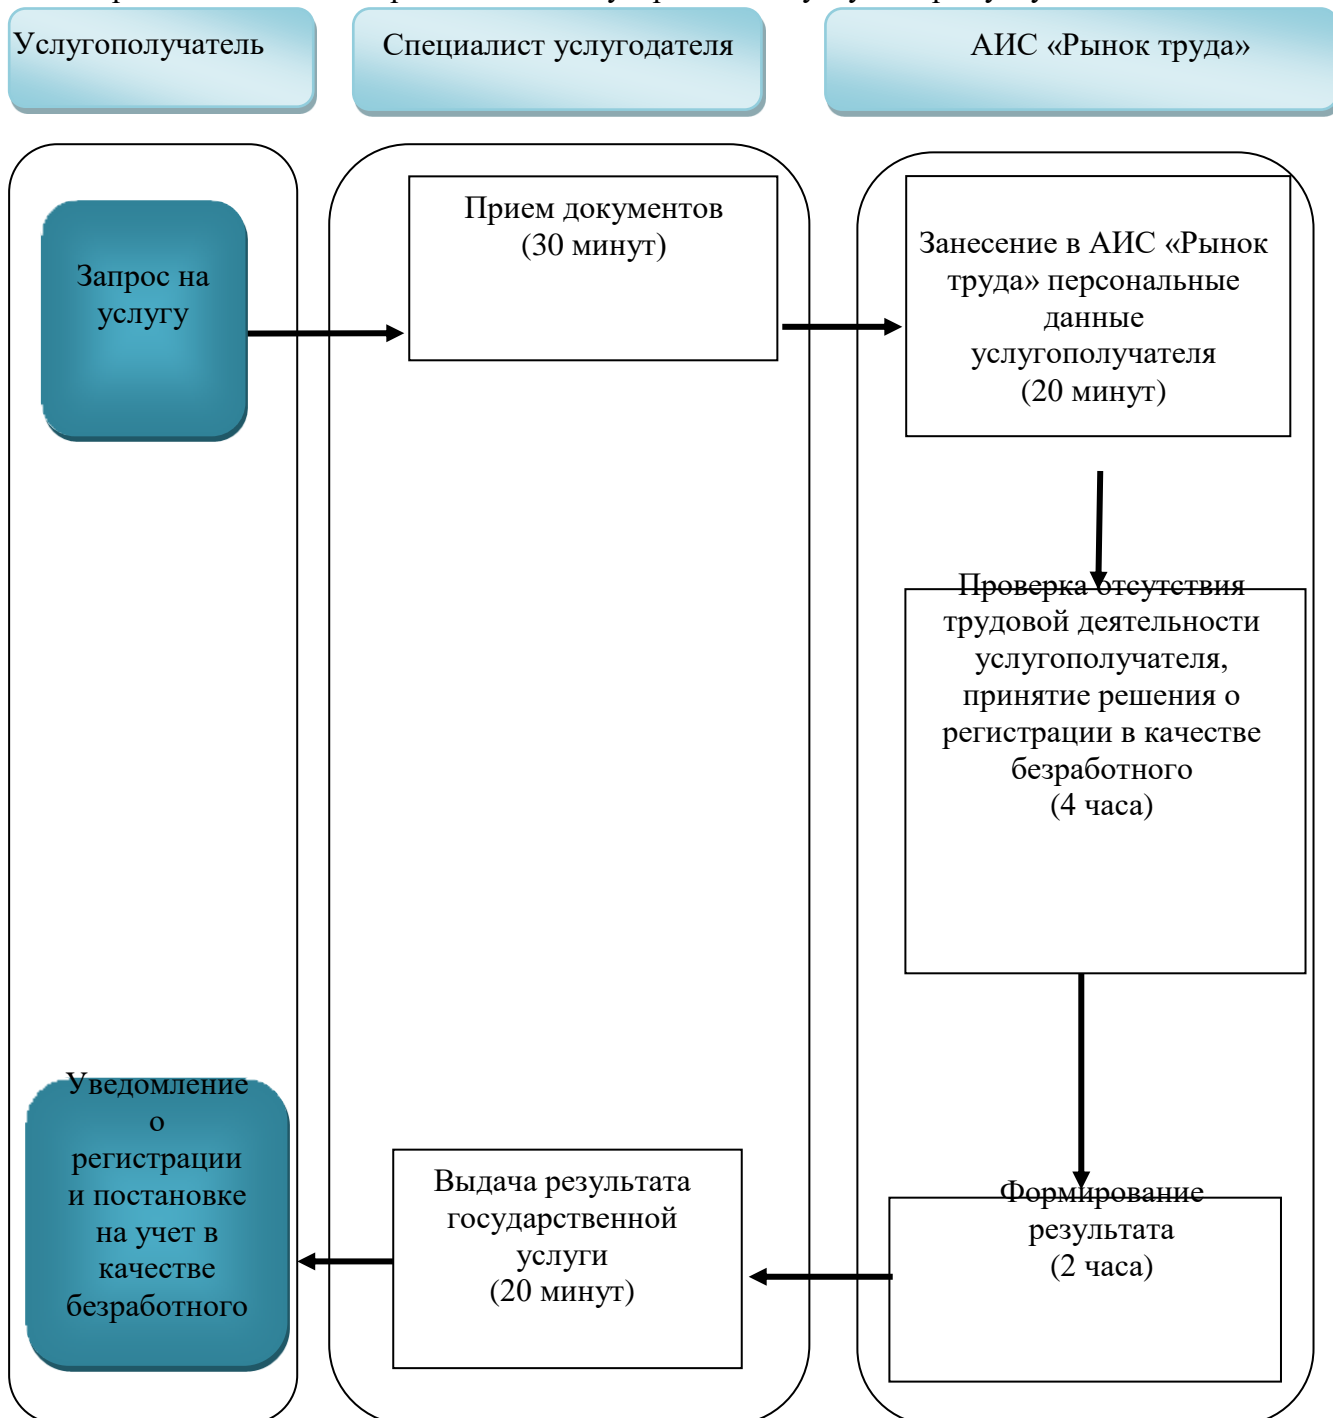 Услугополучатель
Специалист услугодателя
АИС «Рынок труда»
Запрос на
услугу
Прием документов
(30 минут)
Занесение в АИС «Рынок
труда» персональные
данные
услугополучателя
(20 минут)
Проверка отсутствия
трудовой деятельности
услугополучателя,
принятие решения о
регистрации в качестве
безработного
(4 часа)
Формирование
результата
(2 часа)
Выдача результата
государственной
услуги
(20 минут)
Уведомление
о
регистрации
и постановке
на учет в
качестве
безработного